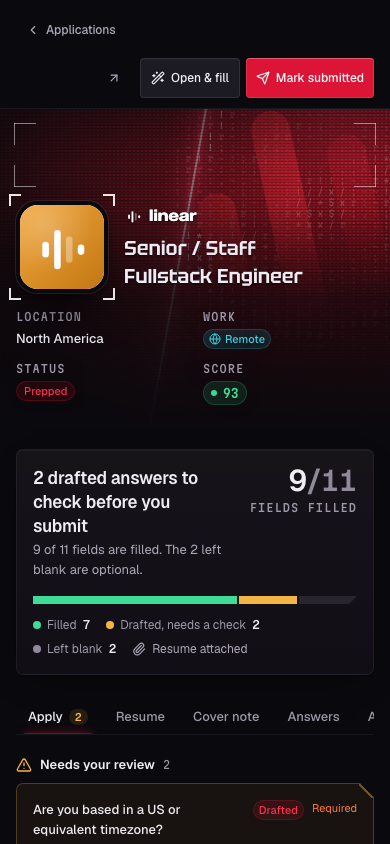 Applications
Open & fill
Mark submitted
linear
Senior / Staff
Fullstack Engineer
LOCATION
WORK
North America
Remote
STATUS
SCORE
Prepped
93
2 drafted answers to
check before you
submit
9/11
FIELDS FILLED
9 of 11 fields are filled. The 2 left
blank are optional.
Filled 7
Drafted, needs a check 2
Left blank 2
Resume attached
Apply 2
Resume
Cover note
Answers
A
Needs your review 2
Are you based in a US or
equivalent timezone?
Drafted
Required